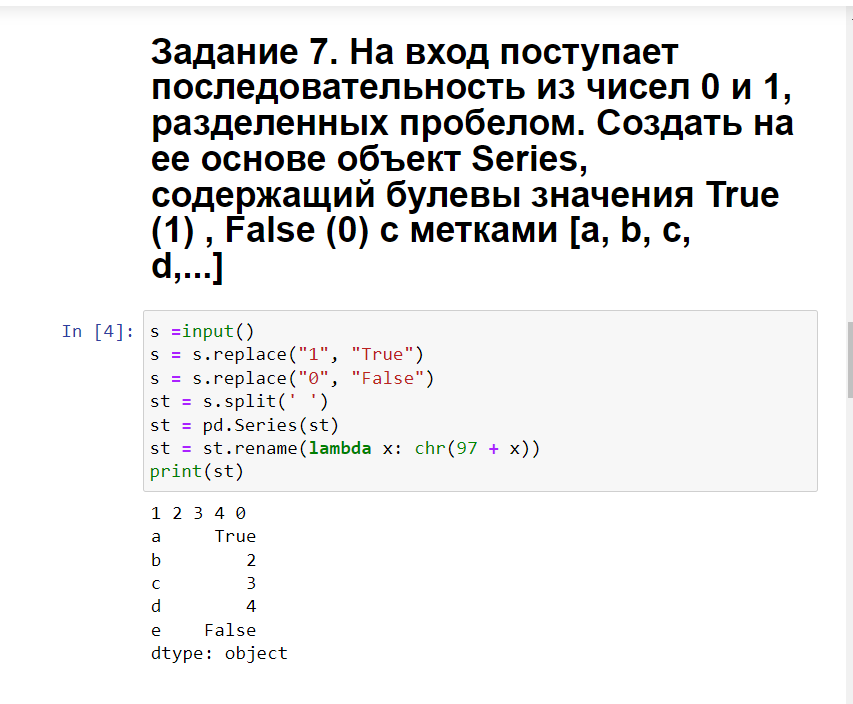 Задание 7. На вход поступает
последовательность из чисел 0 и 1,
разделенных пробелом. Создать на
ее основе объект Series,
содержащий булевы значения True
(1) , False (0) с метками [a, b, c,
d,...]
In [4]: s =input()
s = s.replace("1", "True")
s = s.replace("0", "False")
st = s.split(' ')
st = pd.Series(st)
st = st.rename(lambda x: chr(97 + x))
print(st)
1 2 3 4 0
a     True
b        2
c        3
d        4
e    False
dtype: object